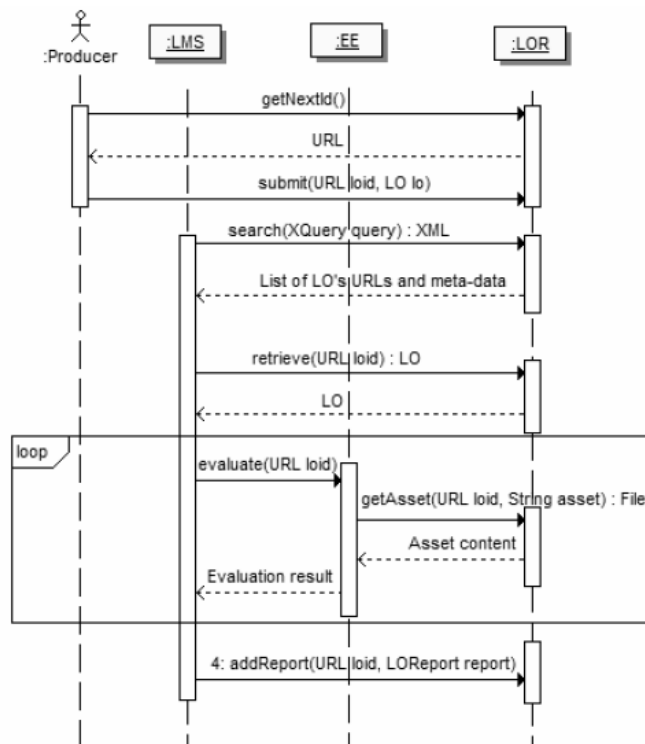 :LMS
:EE
:LOR
:Producer
getNextId()
URL
submit(URL loid, LO lo)
search(XQuery query) : XML
List of LO's URLs and meta-data
retrieve(URL loid) : LO
LO
loop
evaluate(URL loid)
getAsset(URL loid, String asset) : File
Asset content
Evaluation result
4: addReport(URL loid, LOReport report)